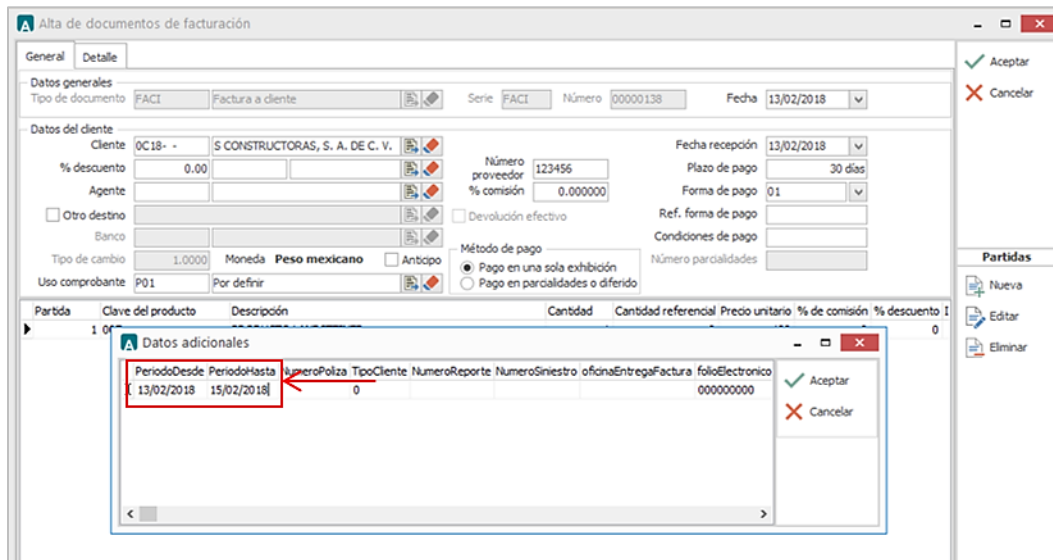 Alta de documentos de facturación
General Detalle
Aceptar
Cancelar
Datos generales
Tipo de documento FACI Factura a cliente Serie FACI Número 00000138 Fecha 13/02/2018
Datos del cliente
Cliente 0C18- - S CONSTRUCTORAS, S. A. DE C. V. Fecha recepción 13/02/2018
% descuento 0.00 Número proveedor 123456 Plazo de pago 30 días
Agente % comisión 0.000000 Forma de pago 01
Otro destino Devolución efectivo Ref. forma de pago
Banco Condiciones de pago
Tipo de cambio 1.0000 Moneda Peso mexicano Anticipo Método de pago Número parcialidades
Pago en una sola exhibición
Uso comprobante P01 Por definir Pago en parcialidades o diferido
Partidas
Nueva
Editar
Eliminar
Partida Clave del producto Descripción Cantidad Cantidad referencial Precio unitario % de comisión % descuento I
1 0
Datos adicionales
PeriodoDesde PeriodoHasta NumeroPoliza TipoCliente NumeroReporte NumeroSiniestro oficinaEntregaFactura folioElectronico
13/02/2018 15/02/2018 0 000000000
Aceptar
Cancelar